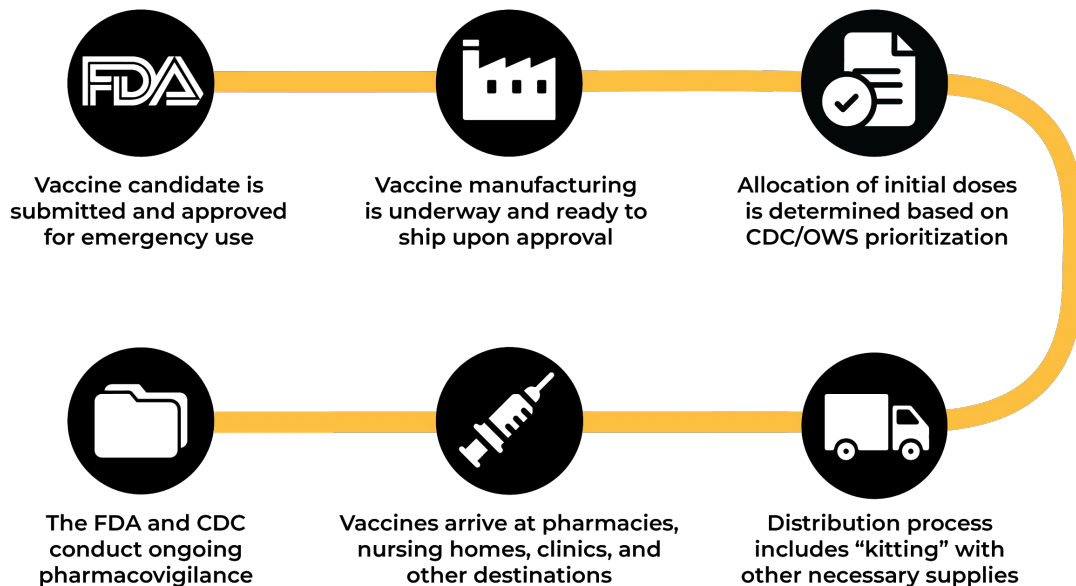 FDA
Vaccine candidate is
submitted and approved
for emergency use
Vaccine manufacturing
is underway and ready to
ship upon approval
Allocation of initial doses
is determined based on
CDC/OWS prioritization
Distribution process
includes “kitting” with
other necessary supplies
Vaccines arrive at pharmacies,
nursing homes, clinics, and
other destinations
The FDA and CDC
conduct ongoing
pharmacovigilance